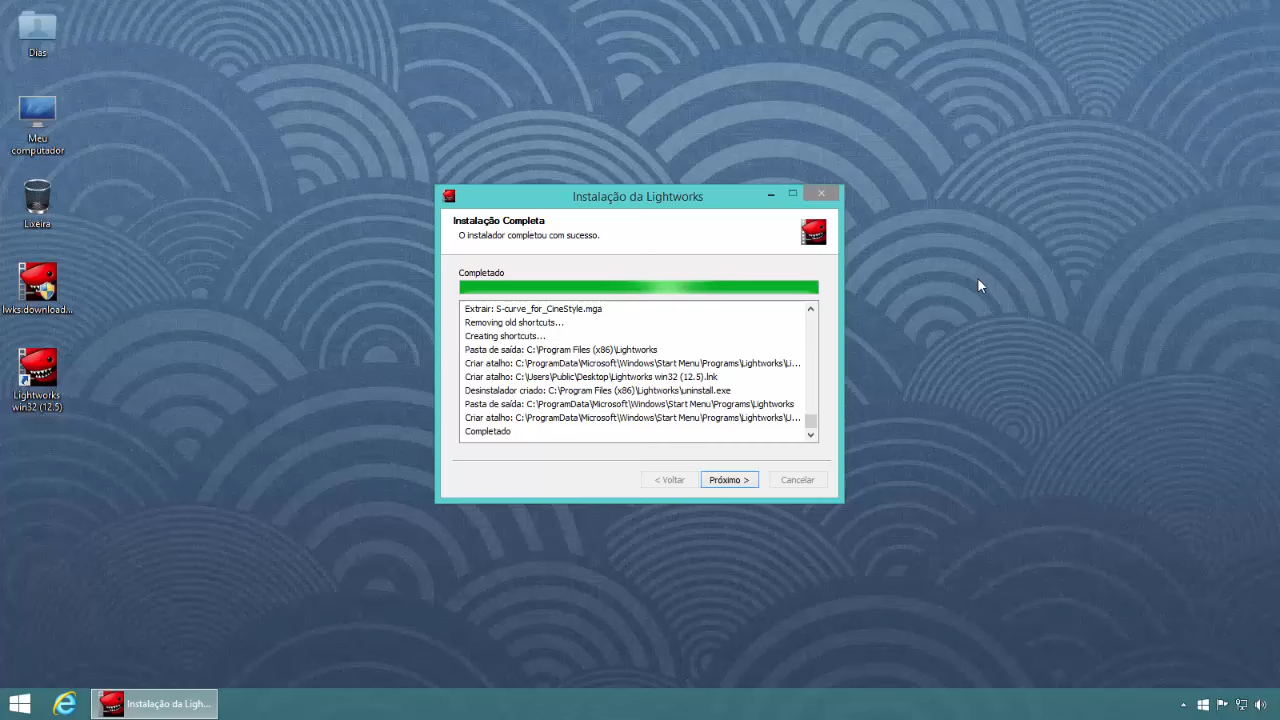 Dias
Meu
computador
Lixeira
lwks:download...
Lightworks
win32 (12.5)
Instalação da Lightworks
Instalação Completa
O instalador completou com sucesso.
Completado
Extrair: S-curve_for_CineStyle.mga
Removing old shortcuts...
Creating shortcuts...
Pasta de saída: C:\Program Files (x86)\Lightworks
Criar atalho: C:\ProgramData\Microsoft\Windows\Start Menu\Programs\Lightworks\Li...
Criar atalho: C:\Users\Public\Desktop\Lightworks win32 (12.5).lnk
Desinstalador criado: C:\Program Files (x86)\Lightworks\uninstall.exe
Pasta de saída: C:\ProgramData\Microsoft\Windows\Start Menu\Programs\Lightworks
Criar atalho: C:\ProgramData\Microsoft\Windows\Start Menu\Programs\Lightworks\Li...
Completado
< Voltar
Próximo >
Cancelar
Instalação da Ligh...